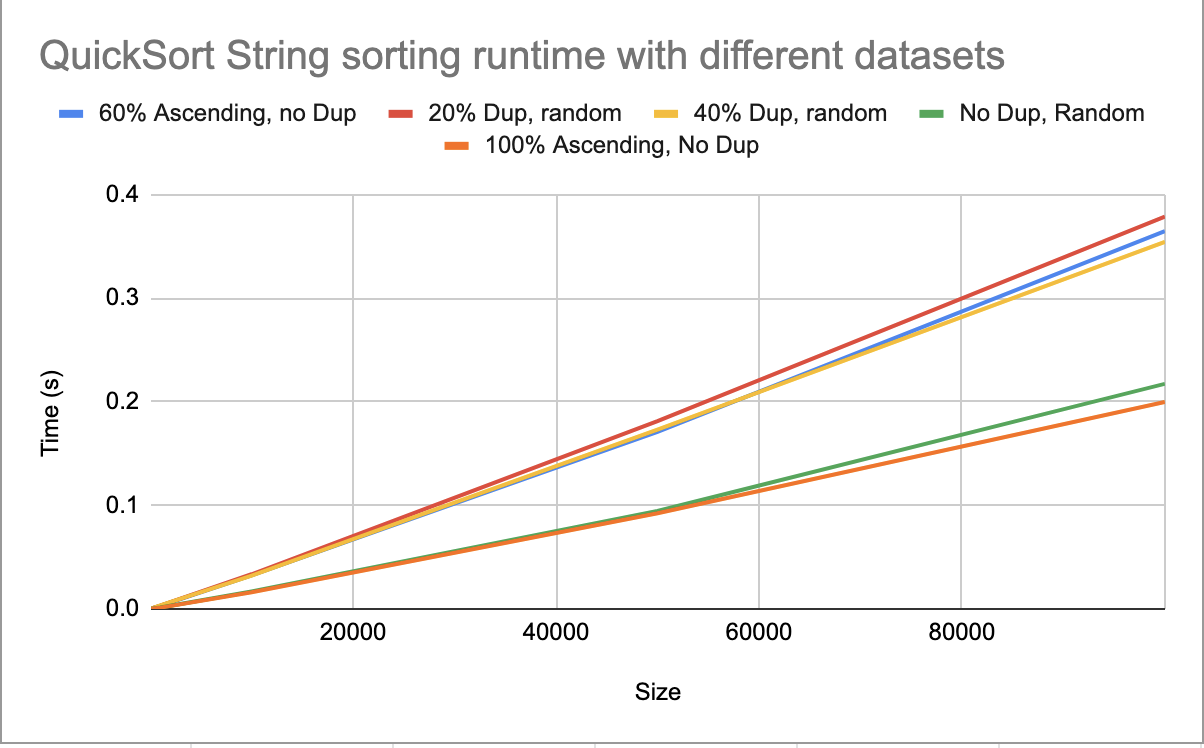 QuickSort String sorting runtime with different datasets
60% Ascending, no Dup 20% Dup, random 40% Dup, random No Dup, Random
100% Ascending, No Dup
0.4
0.3
0.2
0.1
0.0
Time (s)
20000 40000 60000 80000
Size